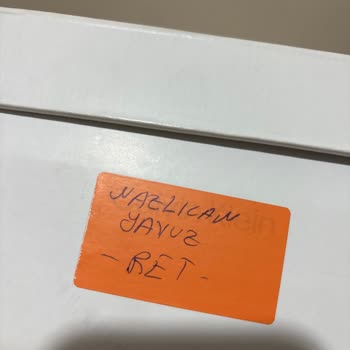 NAZLICAN
YAVUZ
- RET -